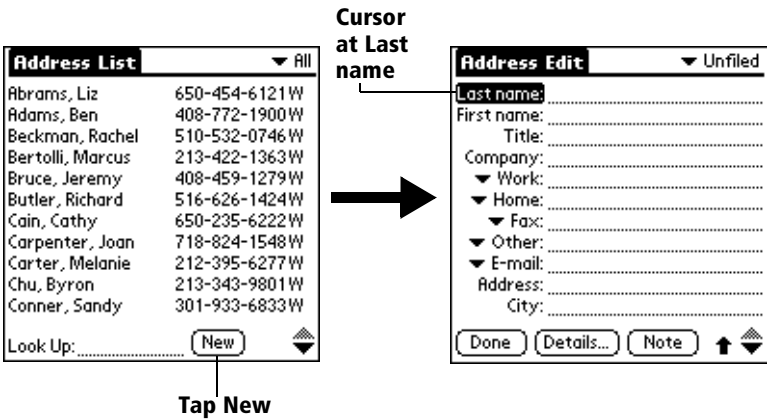 Cursor
at Last
name
Address List
All
Abrams, Liz 650-454-6121W
Adams, Ben 408-772-1900W
Beckman, Rachel 510-532-0746W
Bertolli, Marcus 213-422-1363W
Bruce, Jeremy 408-459-1279W
Butler, Richard 516-626-1424W
Cain, Cathy 650-235-6222W
Carpenter, Joan 718-824-1548W
Carter, Melanie 212-395-6277W
Chu, Byron 213-343-9801W
Conner, Sandy 301-933-6833W
Look Up: New
Tap New
Address Edit
Unfiled
Last name:
First name:
Title:
Company:
Work:
Home:
Fax:
Other:
E-mail:
Address:
City:
Done Details... Note